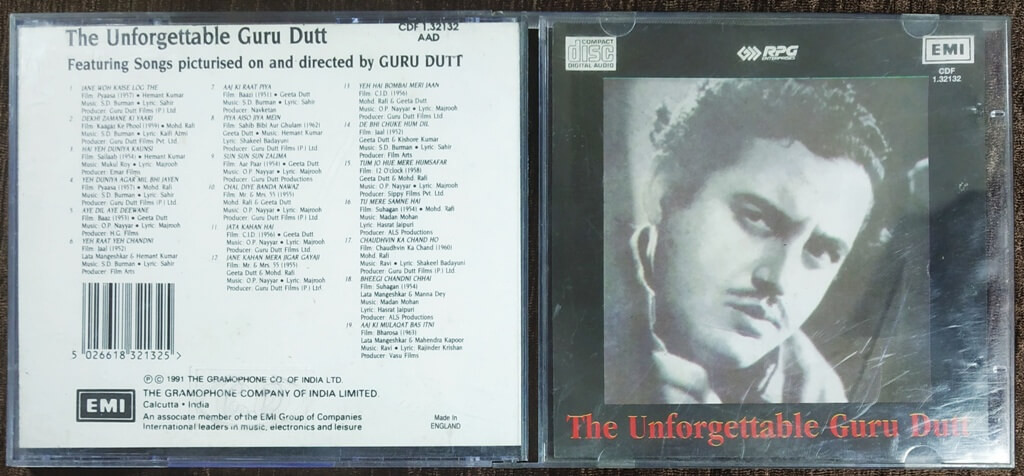 The Unforgettable Guru Dutt
CDF 1.32132
AAD
Featuring Songs picturised on and directed by GURU DUTT
1. JANE WOH KAISE LOG THE
Film: Pyaasa (1957) • Hemant Kumar
Music: S.D. Burman • Lyric: Sahir
Producer: Guru Dutt Films (P.) Ltd.
2. DEKHI ZAMANE KI YAARI
Film: Kaagaz Ke Phool (1959) • Mohd. Rafi
Music: S.D. Burman • Lyric: Kaifi Azmi
Producer: Guru Dutt Films Pvt. Ltd.
3. HAI YEH DUNIYA KAUNSI
Film: Sailaab (1956) • Hemant Kumar
Music: Mukul Roy • Lyric: Majrooh
Producer: Emar Films
4. YEH DUNIYA AGAR MIL BHI JAYEN
Film: Pyaasa (1957) • Mohd. Rafi
Music: S.D. Burman • Lyric: Sahir
Producer: Guru Dutt Films (P.) Ltd.
5. AYE DIL AYE DEEWANE
Film: Baaz (1953) • Geeta Dutt
Music: O.P. Nayyar • Lyric: Majrooh
Producer: H.G. Films
6. YEH RAAT YEH CHANDNI
Film: Jaal (1952)
Lata Mangeshkar & Hemant Kumar
Music: S.D. Burman • Lyric: Sahir
Producer: Film Arts
7. AAI KI RAAT PIYA
Film: Baazi (1951) • Geeta Dutt
Music: S.D. Burman • Lyric: Sahir
Producer: Navketan
8. PIYA AISO JIYA MEIN
Film: Sahib Bibi Aur Ghulam (1962)
Geeta Dutt • Music: Hemant Kumar
Lyric: Shakeel Badayuni
Producer: Guru Dutt Films (P.) Ltd.
9. SUN SUN SUN ZALIMA
Film: Aar Paar (1954) • Geeta Dutt
Music: O.P. Nayyar • Lyric: Majrooh
Producer: Guru Dutt Productions
10. CHAL DIYE BANDA NAWAZ
Film: Mr. & Mrs. 55 (1955)
Mohd. Rafi & Geeta Dutt
Music: O.P. Nayyar • Lyric: Majrooh
Producer: Guru Dutt Films (P.) Ltd.
11. JATA KAHAN HAI
Film: C.I.D. (1956) • Geeta Dutt
Music: O.P. Nayyar • Lyric: Majrooh
Producer: Guru Dutt Films Ltd.
12. JANE KAHAN MERA JIGAR GAYAJI
Film: Mr. & Mrs. 55 (1955)
Geeta Dutt & Mohd. Rafi
Music: O.P. Nayyar • Lyric: Majrooh
Producer: Guru Dutt Films (P.) Ltd.
13. YEH HAI BOMBAI MERI JAAN
Film: C.I.D. (1956)
Mohd. Rafi & Geeta Dutt
Music: O.P. Nayyar • Lyric: Majrooh
Producer: Guru Dutt Films (P.) Ltd.
14. DE BHI CHUKE HUM DIL
Film: Jaal (1952)
Geeta Dutt & Kishore Kumar
Music: S.D. Burman • Lyric: Sahir
Producer: Film Arts
15. TUM JO HUE MERE HUMSAFAR
Film: 12 O'clock (1958)
Geeta Dutt & Mohd. Rafi
Music: O.P. Nayyar • Lyric: Majrooh
Producer: Sippy Films Pvt. Ltd.
16. TU MERE SAMNE HAI
Film: Suhagan (1954) • Mohd. Rafi
Music: Madan Mohan
Lyric: Hasrat Jaipuri
Producer: ALS Productions
17. CHAUDHVIN KA CHAND HO
Film: Chaudhvin Ka Chand (1960)
Mohd. Rafi
Music: Ravi • Lyric: Shakeel Badayuni
Producer: Guru Dutt Films (P.) Ltd.
18. BHEEGI CHANDNI CHHAI
Film: Suhagan (1954)
Lata Mangeshkar & Manna Dey
Music: Madan Mohan
Lyric: Hasrat Jaipuri
Producer: ALS Productions
19. AAJ KI MULAQAT BAS ITNI
Film: Bharosa (1963)
Lata Mangeshkar & Mahendra Kapoor
Music: Ravi • Lyric: Rajinder Krishan
Producer: Vasu Films
5 026618 321325 >
EMI
℗ © 1991 THE GRAMOPHONE CO. OF INDIA LTD.
THE GRAMOPHONE COMPANY OF INDIA LIMITED.
Calcutta • India
An associate member of the EMI Group of Companies
International leaders in music, electronics and leisure
Made in
ENGLAND
COMPACT
disc
DIGITAL AUDIO
RPG
ENTERPRISES
EMI
CDF
1.32132
The Unforgettable Guru Dutt